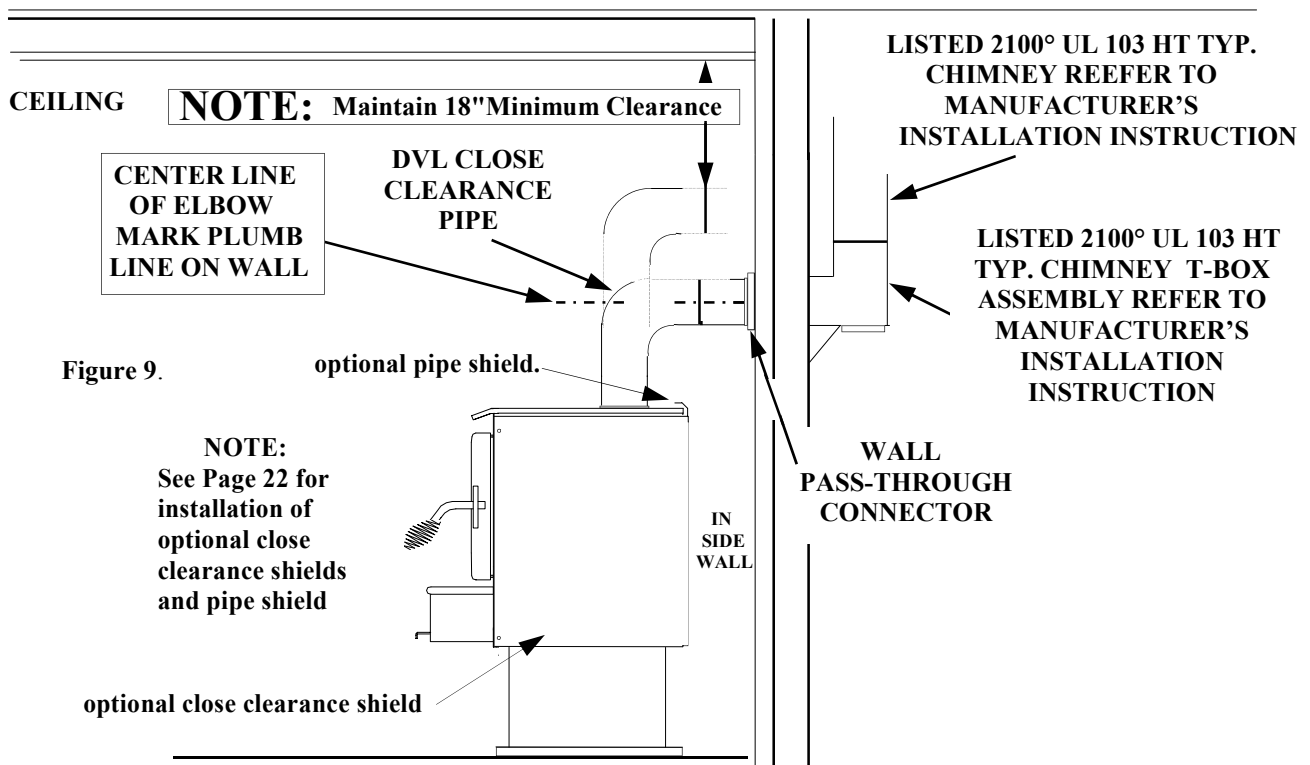 CEILING
NOTE: Maintain 18"Minimum Clearance
LISTED 2100° UL 103 HT TYP.
CHIMNEY REEFER TO
MANUFACTURER’S
INSTALLATION INSTRUCTION
CENTER LINE
OF ELBOW
MARK PLUMB
LINE ON WALL
DVL CLOSE
CLEARANCE
PIPE
LISTED 2100° UL 103 HT
TYP. CHIMNEY T-BOX
ASSEMBLY REFER TO
MANUFACTURER’S
INSTALLATION
INSTRUCTION
Figure 9.
optional pipe shield.
NOTE:
See Page 22 for
installation of
optional close
clearance shields
and pipe shield
WALL
PASS-THROUGH
CONNECTOR
IN
SIDE
WALL
optional close clearance shield